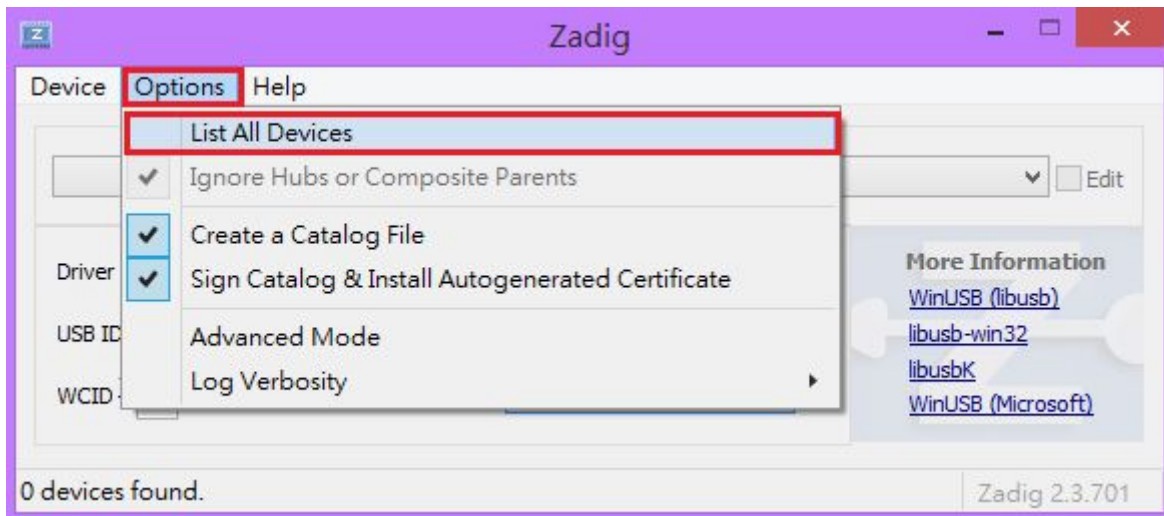 Z
Zadig
Device Options Help
List All Devices
Ignore Hubs or Composite Parents
Edit
Create a Catalog File
Sign Catalog & Install Autogenerated Certificate
Advanced Mode
Log Verbosity
Driver
USB ID
WCID
More Information
WinUSB (libusb)
libusb-win32
libusbK
WinUSB (Microsoft)
0 devices found.
Zadig 2.3.701